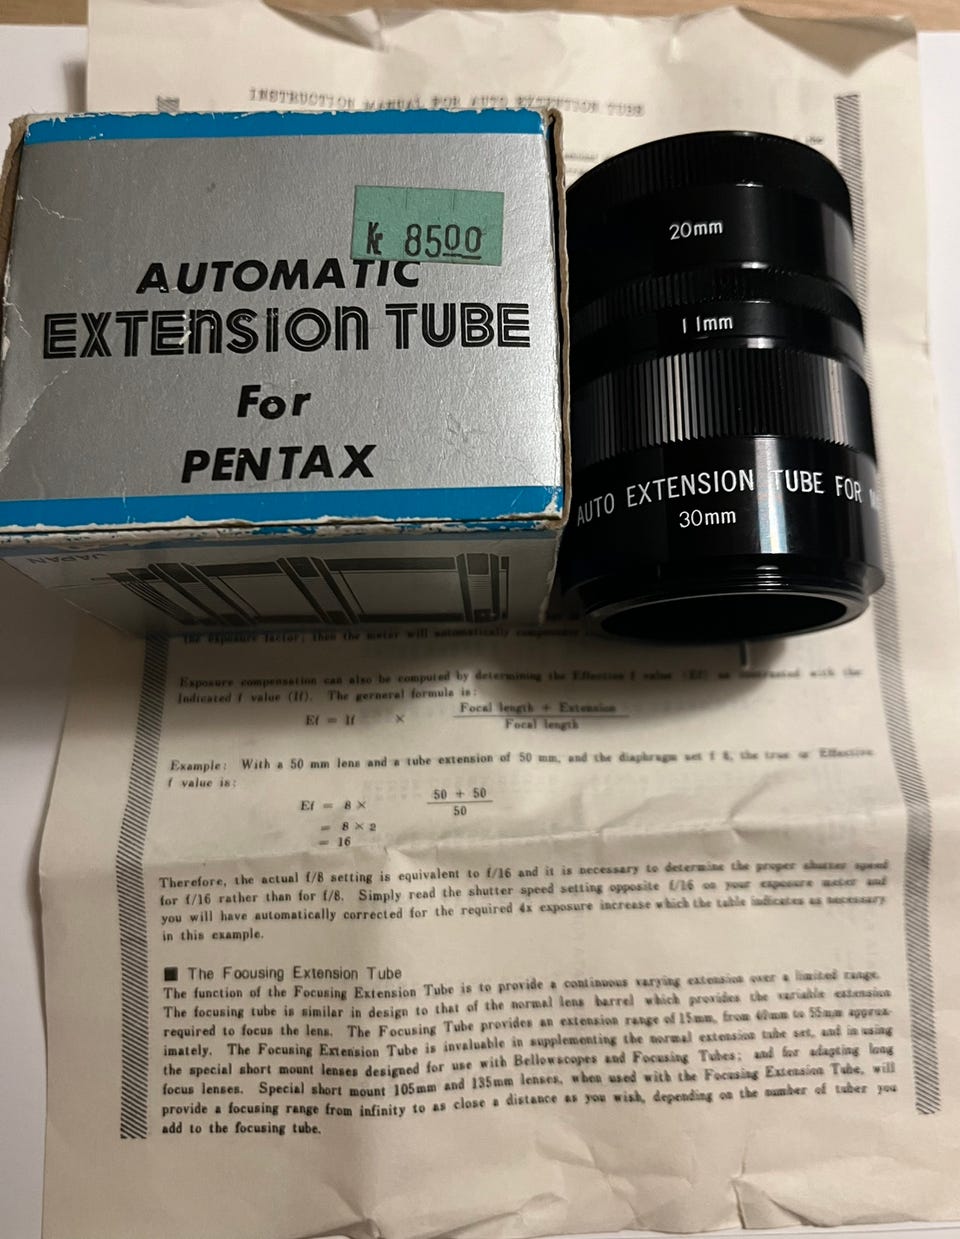 INSTRUCTION MANUAL FOR AUTO EXTENTION TUBE
Kr 8500
AUTOMATIC
EXTENSION TUBE
For
PENTAX
JAPAN
20mm
11mm
AUTO EXTENSION TUBE FOR
30mm
the exposure factor; then the meter will automatically compensate
Exposure compensation can also be computed by determining the Effective f value (Ef) as contrasted with the
Indicated f value (If). The gerneral formula is:
Ef = If × Focal length + Extension
Focal length
Example: With a 50 mm lens and a tube extension of 50 mm, and the diaphragm set f 8, the true or Effective
f value is:
Ef = 8 × 50 + 50
50
= 8 × 2
= 16
Therefore, the actual f/8 setting is equivalent to f/16 and it is necessary to determine the proper shutter speed
for f/16 rather than for f/8. Simply read the shutter speed setting opposite f/16 on your exposure meter and
you will have automatically corrected for the required 4x exposure increase which the table indicates as necessary
in this example.
■ The Foousing Extension Tube
The function of the Focusing Extension Tube is to provide a continuous varying extension over a limited range.
The focusing tube is similar in design to that of the normal lens barrel which provides the variable extension
required to focus the lens. The Focusing Tube provides an extension range of 15mm, from 40mm to 55mm approx-
imately. The Focusing Extension Tube is invaluable in supplementing the normal extension tube set, and in using
the special short mount lenses designed for use with Bellowscopes and Focusing Tubes; and for adapting long
focus lenses. Special short mount 105mm and 135mm lenses, when used with the Focusing Extension Tube, will
provide a focusing range from infinity to as close a distance as you wish, depending on the number of tuber you
add to the focusing tube.